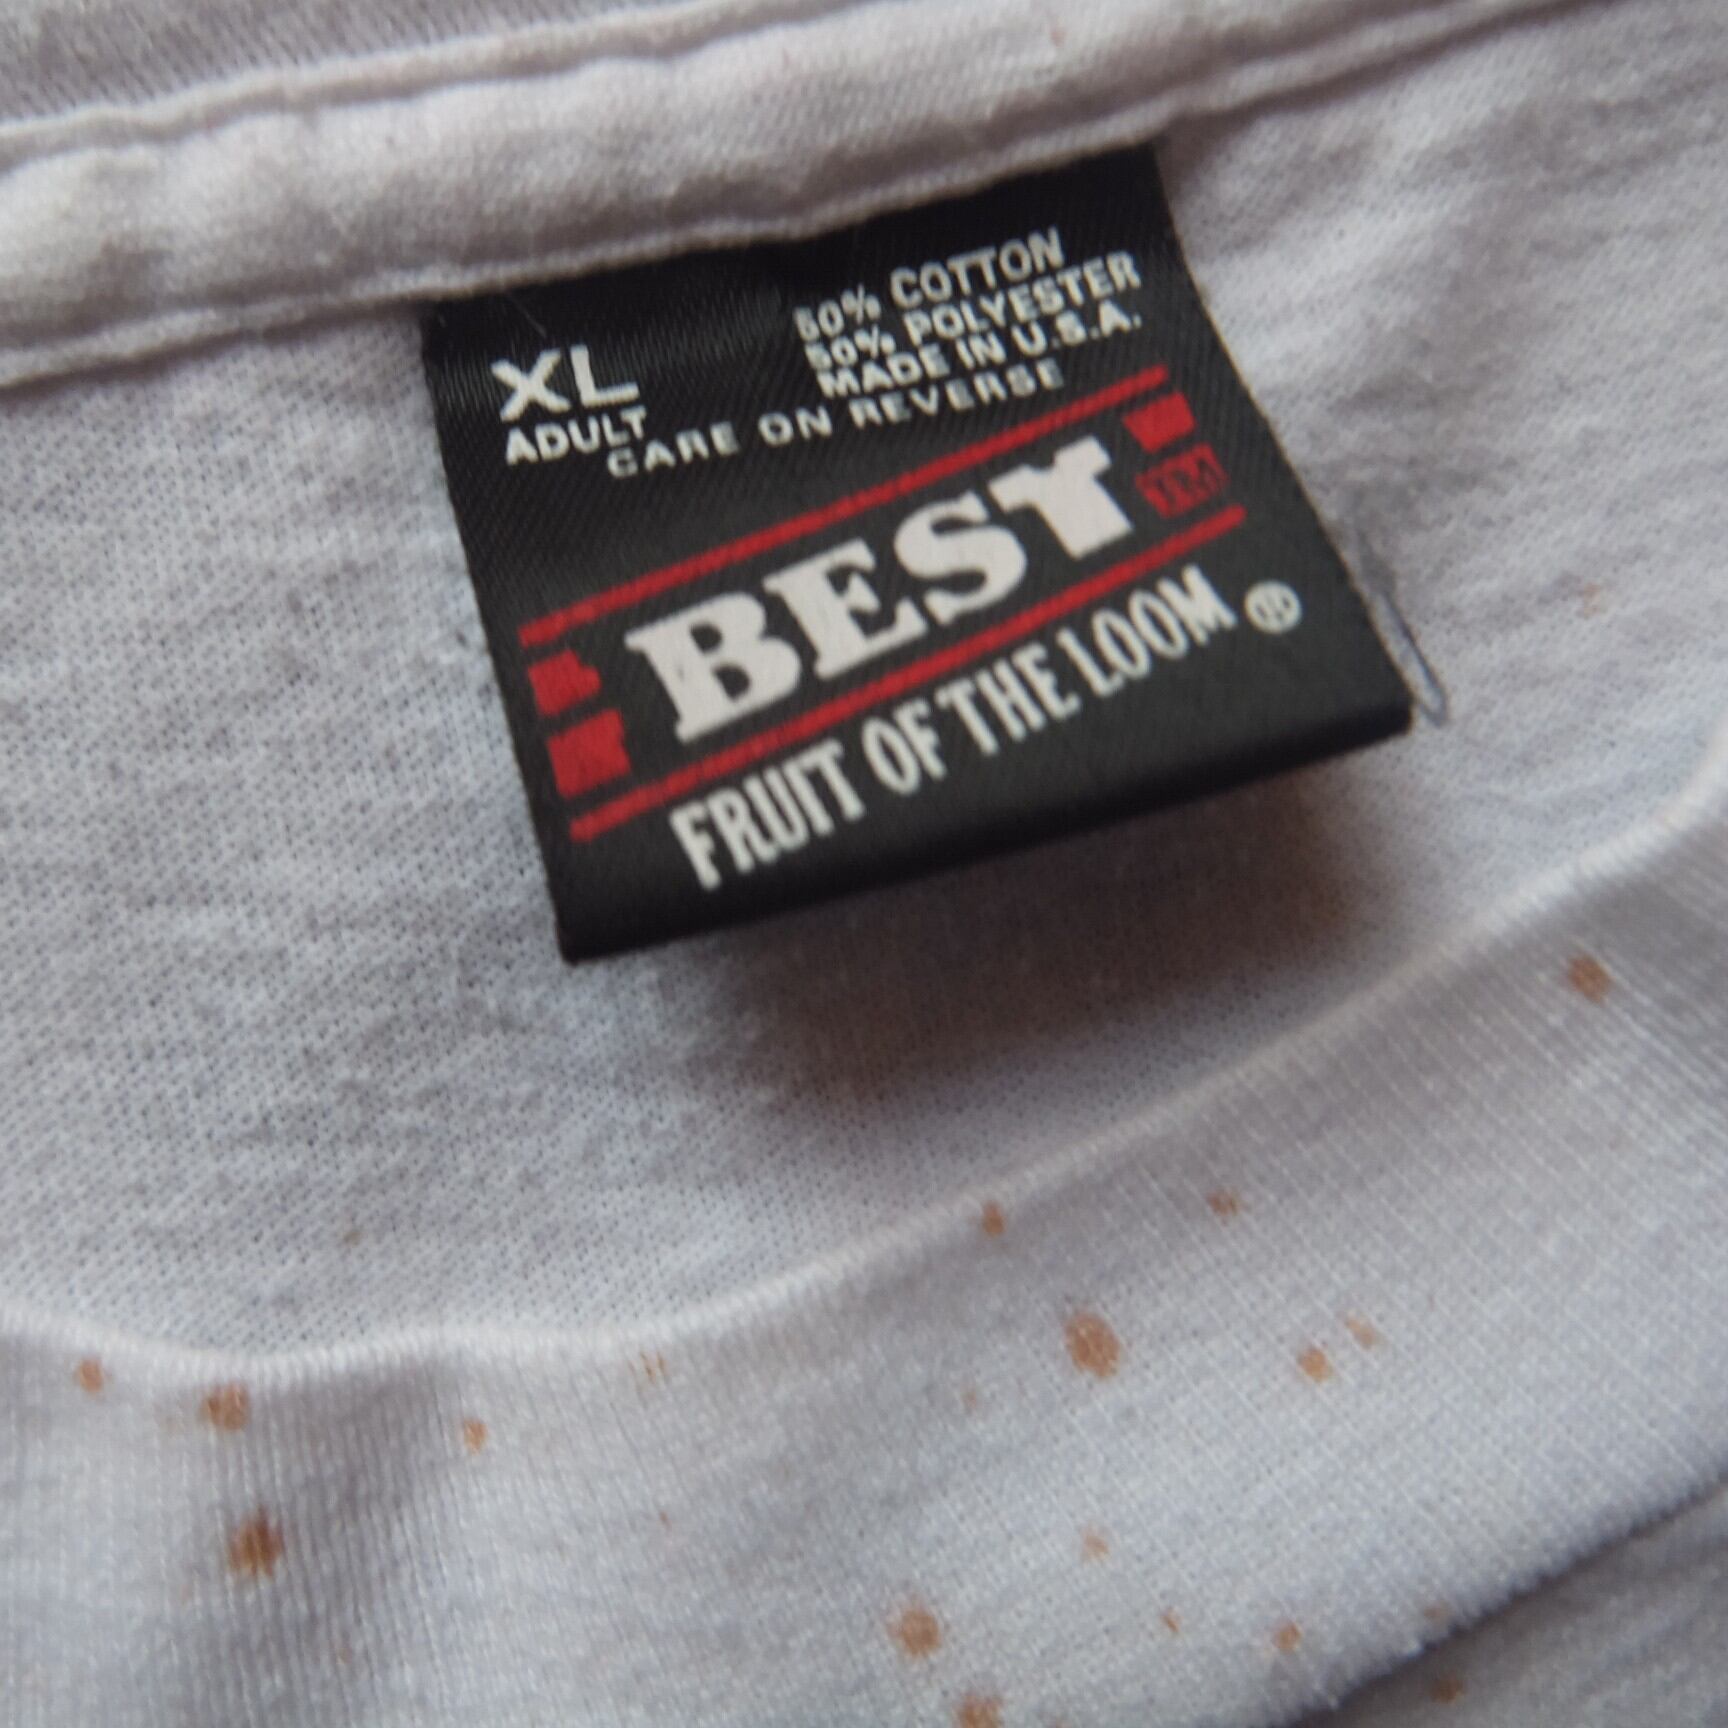 XL
ADULT
50% COTTON
50% POLYESTER
MADE IN U.S.A.
CARE ON REVERSE
BEST
TM
FRUIT OF THE LOOM ®